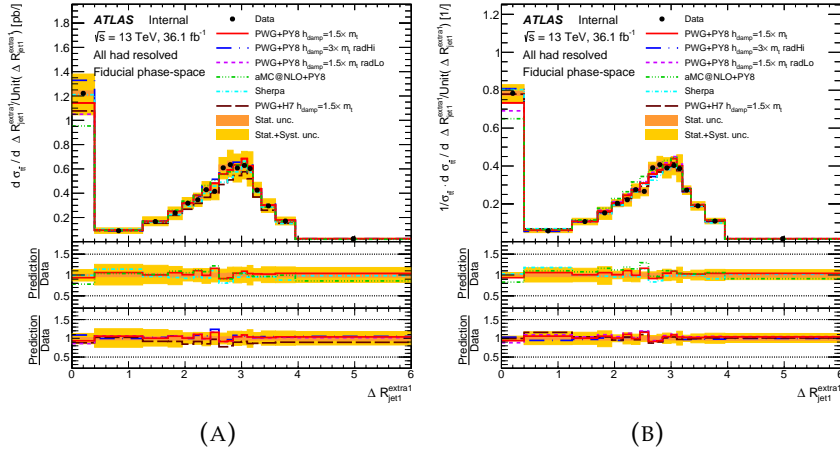 d σ_tt̄ / d Δ R^extra1_jet1/Unit( Δ R^extra1_jet1) [pb/]
1.8
1.6
1.4
1.2
1.0
0.8
0.6
0.4
0.2
ATLAS Internal
√s = 13 TeV, 36.1 fb⁻¹
All had resolved
Fiducial phase-space
Data
PWG+PY8 h_damp=1.5× m_t
PWG+PY8 h_damp=3× m_t radHi
PWG+PY8 h_damp=1.5× m_t radLo
aMC@NLO+PY8
Sherpa
PWG+H7 h_damp=1.5× m_t
Stat. unc.
Stat.+Syst. unc.
Prediction
Data
1.5
1
0.5
Prediction
Data
1.5
1
0.5
0 1 2 3 4 5 6
Δ R^extra1_jet1
(A)
1/σ_tt̄ · d σ_tt̄ / d Δ R^extra1_jet1/Unit( Δ R^extra1_jet1) [1/]
1.2
1.0
0.8
0.6
0.4
0.2
ATLAS Internal
√s = 13 TeV, 36.1 fb⁻¹
All had resolved
Fiducial phase-space
Data
PWG+PY8 h_damp=1.5× m_t
PWG+PY8 h_damp=3× m_t radHi
PWG+PY8 h_damp=1.5× m_t radLo
aMC@NLO+PY8
Sherpa
PWG+H7 h_damp=1.5× m_t
Stat. unc.
Stat.+Syst. unc.
Prediction
Data
1.5
1
0.5
Prediction
Data
1.5
1
0.5
0 1 2 3 4 5 6
Δ R^extra1_jet1
(B)